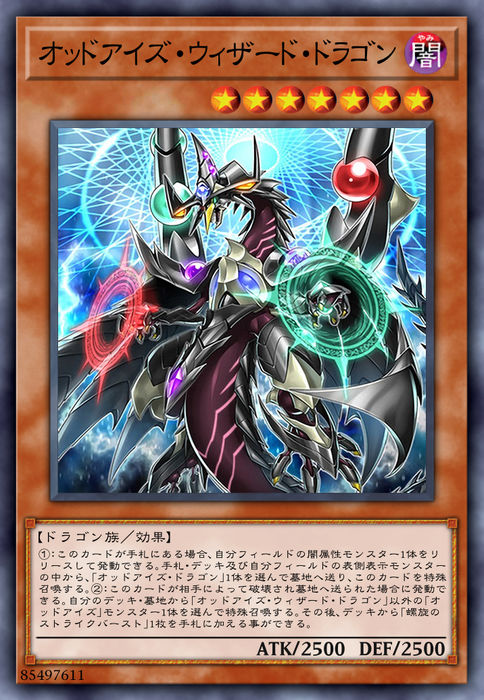 オッドアイズ・ウィザード・ドラゴン
やみ
闇
【ドラゴン族／効果】
①:このカードが手札にある場合、自分フィールドの闇属性モンスター1体をリ
リースして発動できる。手札・デッキ及び自分フィールドの表側表示モンスター
の中から、「オッドアイズ・ドラゴン」1体を選んで墓地へ送り、このカードを特殊
召喚する。②:このカードが相手によって破壊され墓地へ送られた場合に発動で
きる。自分のデッキ・墓地から「オッドアイズ・ウィザード・ドラゴン」以外の「オ
ッドアイズ」モンスター1体を選んで特殊召喚する。その後、デッキから「螺旋の
ストライクバースト」1枚を手札に加える事ができる。
ATK/2500 DEF/2500
85497611